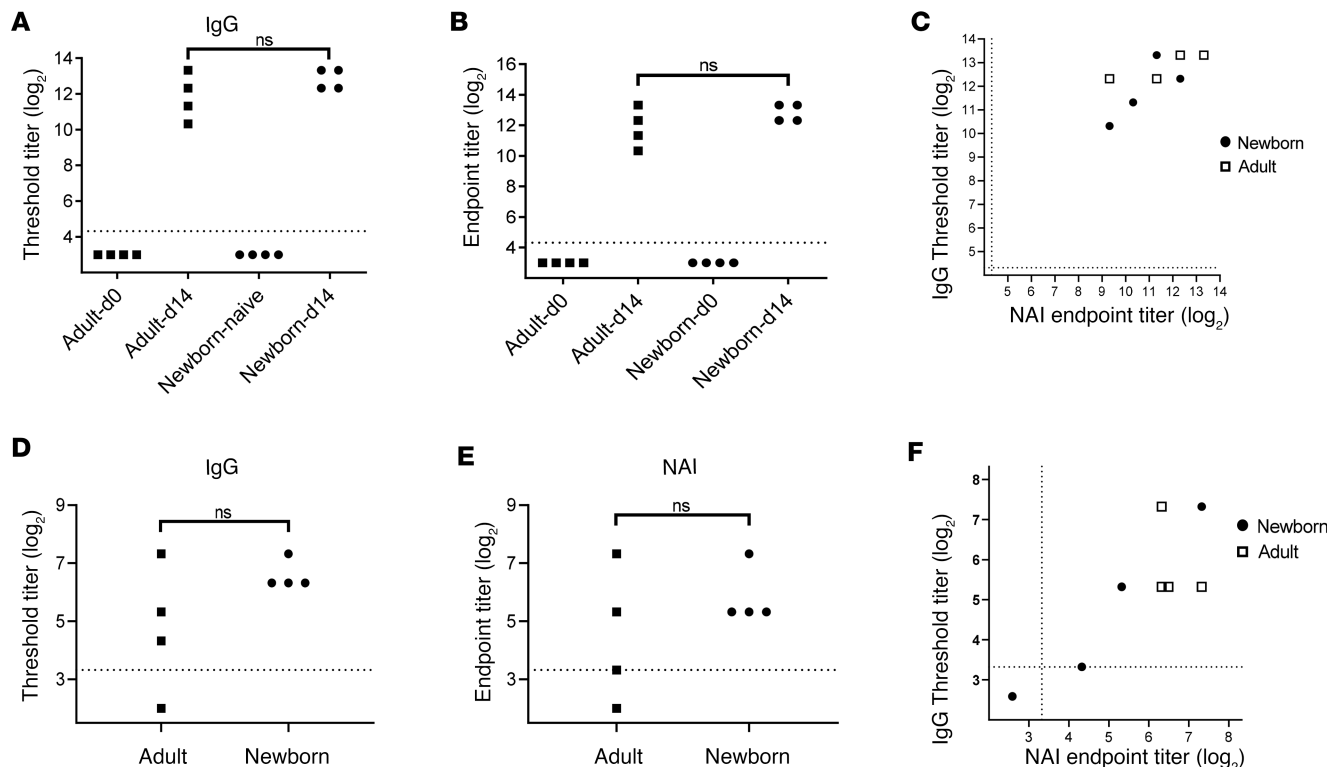 A
IgG
ns
Threshold titer (log2)
14
12
10
8
6
4
Adult-d0
Adult-d14
Newborn-naive
Newborn-d14
B
ns
Endpoint titer (log2)
16
14
12
10
8
6
4
Adult-d0
Adult-d14
Newborn-d0
Newborn-d14
C
IgG Threshold titer (log2)
14
13
12
11
10
9
8
7
6
5
5 6 7 8 9 10 11 12 13 14
NAI endpoint titer (log2)
Newborn
Adult
D
IgG
ns
Threshold titer (log2)
9
7
5
3
Adult Newborn
E
NAI
ns
Endpoint titer (log2)
9
7
5
3
Adult Newborn
F
IgG Threshold titer (log2)
8
7
6
5
4
3
3 4 5 6 7 8
NAI endpoint titer (log2)
Newborn
Adult